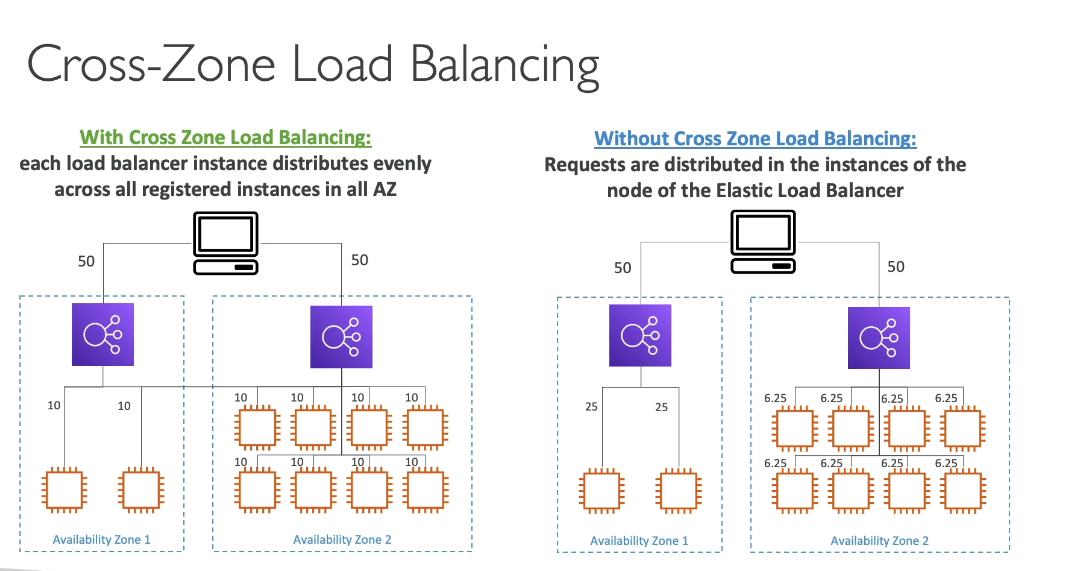 Cross-Zone Load Balancing
With Cross Zone Load Balancing:
each load balancer instance distributes evenly
across all registered instances in all AZ
50
50
10
10
10
10
10
10
10
10
10
10
Availability Zone 1
Availability Zone 2
Without Cross Zone Load Balancing:
Requests are distributed in the instances of the
node of the Elastic Load Balancer
50
50
25
25
6.25
6.25
6.25
6.25
6.25
6.25
6.25
6.25
Availability Zone 1
Availability Zone 2